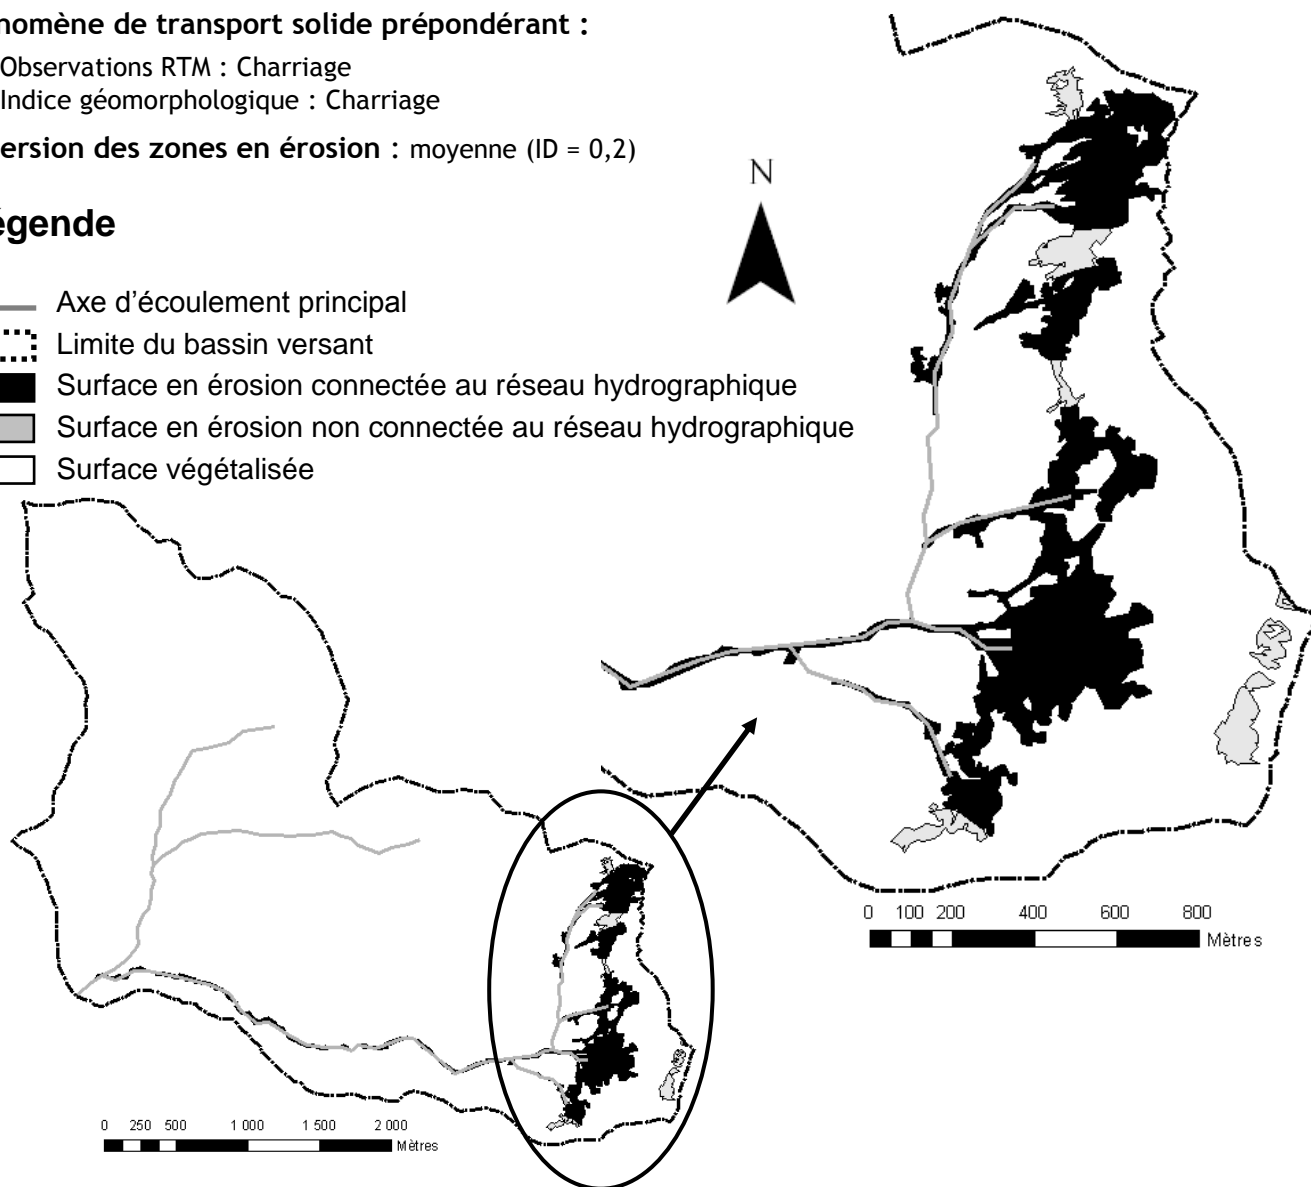 nomène de transport solide prépondérant :
Observations RTM : Charriage
Indice géomorphologique : Charriage
ersion des zones en érosion : moyenne (ID = 0,2)
N
égende
Axe d'écoulement principal
Limite du bassin versant
Surface en érosion connectée au réseau hydrographique
Surface en érosion non connectée au réseau hydrographique
Surface végétalisée
0 100 200 400 600 800
Mètres
0 250 500 1 000 1 500 2 000
Mètres